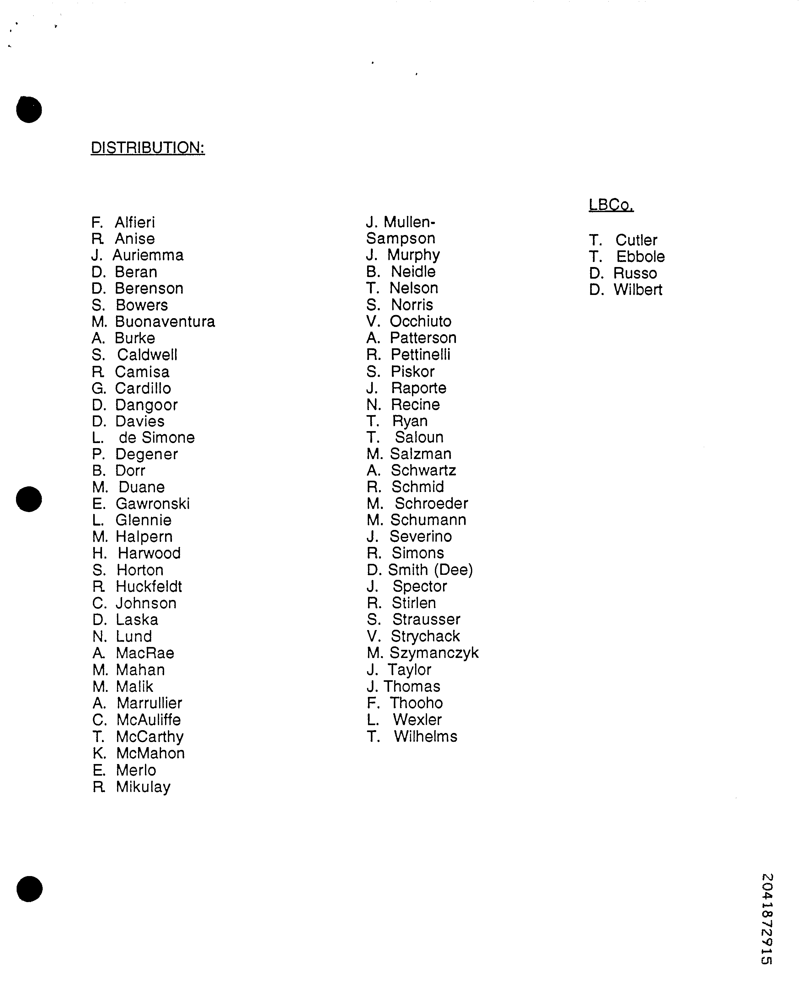 DISTRIBUTION:
F. Alfieri
R. Anise
J. Auriemma
D. Beran
D. Berenson
S. Bowers
M. Buonaventura
A. Burke
S. Caldwell
R. Camisa
G. Cardillo
D. Dangoor
D. Davies
L. de Simone
P. Degener
B. Dorr
M. Duane
E. Gawronski
L. Glennie
M. Halpern
H. Harwood
S. Horton
R. Huckfeldt
C. Johnson
D. Laska
N. Lund
A. MacRae
M. Mahan
M. Malik
A. Marrullier
C. McAuliffe
T. McCarthy
K. McMahon
E. Merlo
R. Mikulay
J. Mullen-
Sampson
J. Murphy
B. Neidle
T. Nelson
S. Norris
V. Occhiuto
A. Patterson
R. Pettinelli
S. Piskor
J. Raporte
N. Recine
T. Ryan
T. Saloun
M. Salzman
A. Schwartz
R. Schmid
M. Schroeder
M. Schumann
J. Severino
R. Simons
D. Smith (Dee)
J. Spector
R. Stirlen
S. Strausser
V. Strychack
M. Szymanczyk
J. Taylor
J. Thomas
F. Thooho
L. Wexler
T. Wilhelms
LBCo.
T. Cutler
T. Ebbole
D. Russo
D. Wilbert
2041872915